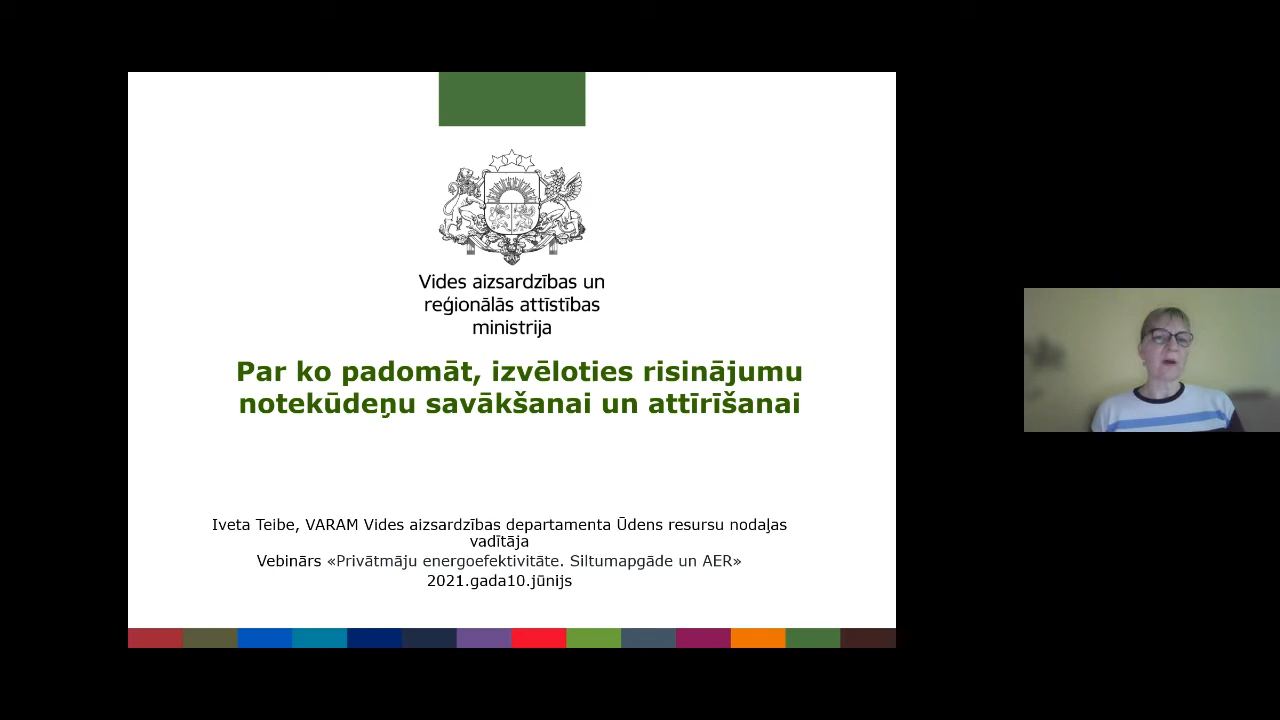 Vides aizsardzības un
reģionālās attīstības
ministrija
Par ko padomāt, izvēloties risinājumu
notekūdeņu savākšanai un attīrīšanai
Iveta Teibe, VARAM Vides aizsardzības departamenta Ūdens resursu nodaļas
vadītāja
Vebinārs «Privātmāju energoefektivitāte. Siltumapgāde un AER»
2021.gada10.jūnijs